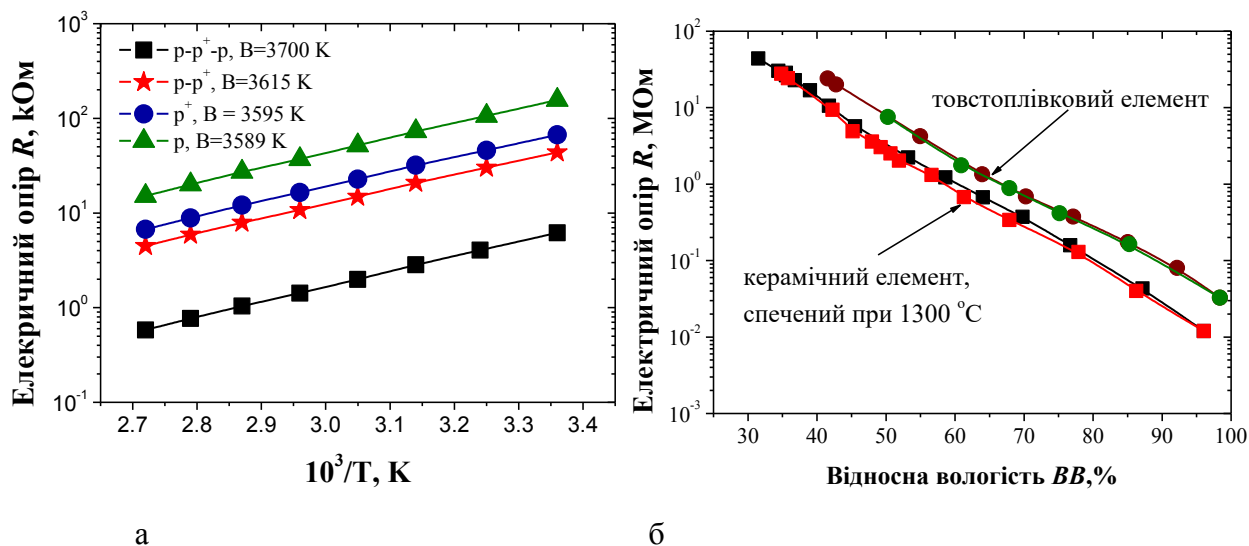 Елекричний опір R, кОм
10³
10²
10¹
10⁰
10⁻¹
p-p⁺-p, B=3700 K
p-p⁺, B=3615 K
p⁺, B = 3595 K
p, B=3589 K
2.7 2.8 2.9 3.0 3.1 3.2 3.3 3.4
10³/T, K
а
Електричний опір R, МОм
10²
10¹
10⁰
10⁻¹
10⁻²
10⁻³
товстоплівковий елемент
керамічний елемент,
спечений при 1300 °С
30 40 50 60 70 80 90 100
Відносна вологість ВВ,%
б